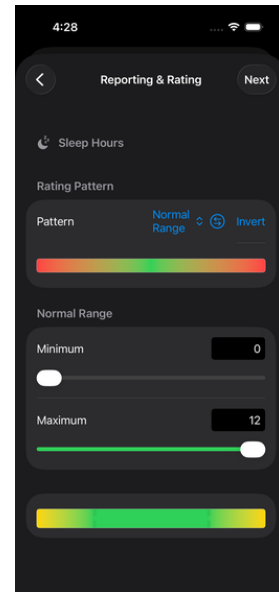 4:28
Reporting & Rating
Next
Sleep Hours
Rating Pattern
Pattern
Normal
Range
Invert
Normal Range
Minimum
0
Maximum
12